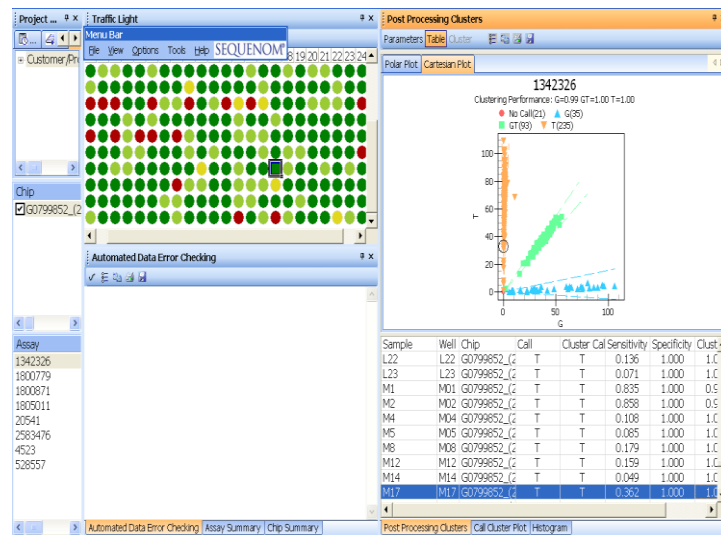 Project ...
Traffic Light
Post Processing Clusters
Menu Bar
File View Options Tools Help SEQUENOM®
8 19 20 21 22 23 24
Parameters Table Cluster
Customer/Pro
Polar Plot Cartesian Plot
1342326
Clustering Performance: G=0.99 GT=1.00 T=1.00
No Call(21) G(35)
GT(93) T(235)
100
80
60
40
20
0
T
0 50 100
G
Chip
G0799852_(2
Automated Data Error Checking
Assay
1342326
1800779
1800871
1805011
20541
2583476
4523
528557
Sample Well Chip Call Cluster Cal Sensitivity Specificity Clust
L22 L22 G0799852_(2 T T 0.136 1.000 1.0
L23 L23 G0799852_(2 T T 0.071 1.000 1.0
M1 M01 G0799852_(2 T T 0.835 1.000 0.9
M2 M02 G0799852_(2 T T 0.858 1.000 0.9
M4 M04 G0799852_(2 T T 0.108 1.000 1.0
M5 M05 G0799852_(2 T T 0.085 1.000 1.0
M8 M08 G0799852_(2 T T 0.179 1.000 1.0
M12 M12 G0799852_(2 T T 0.159 1.000 1.0
M14 M14 G0799852_(2 T T 0.049 1.000 1.0
M17 M17 G0799852_(2 T T 0.362 1.000 1.0
Automated Data Error Checking Assay Summary Chip Summary
Post Processing Clusters Call Cluster Plot Histogram